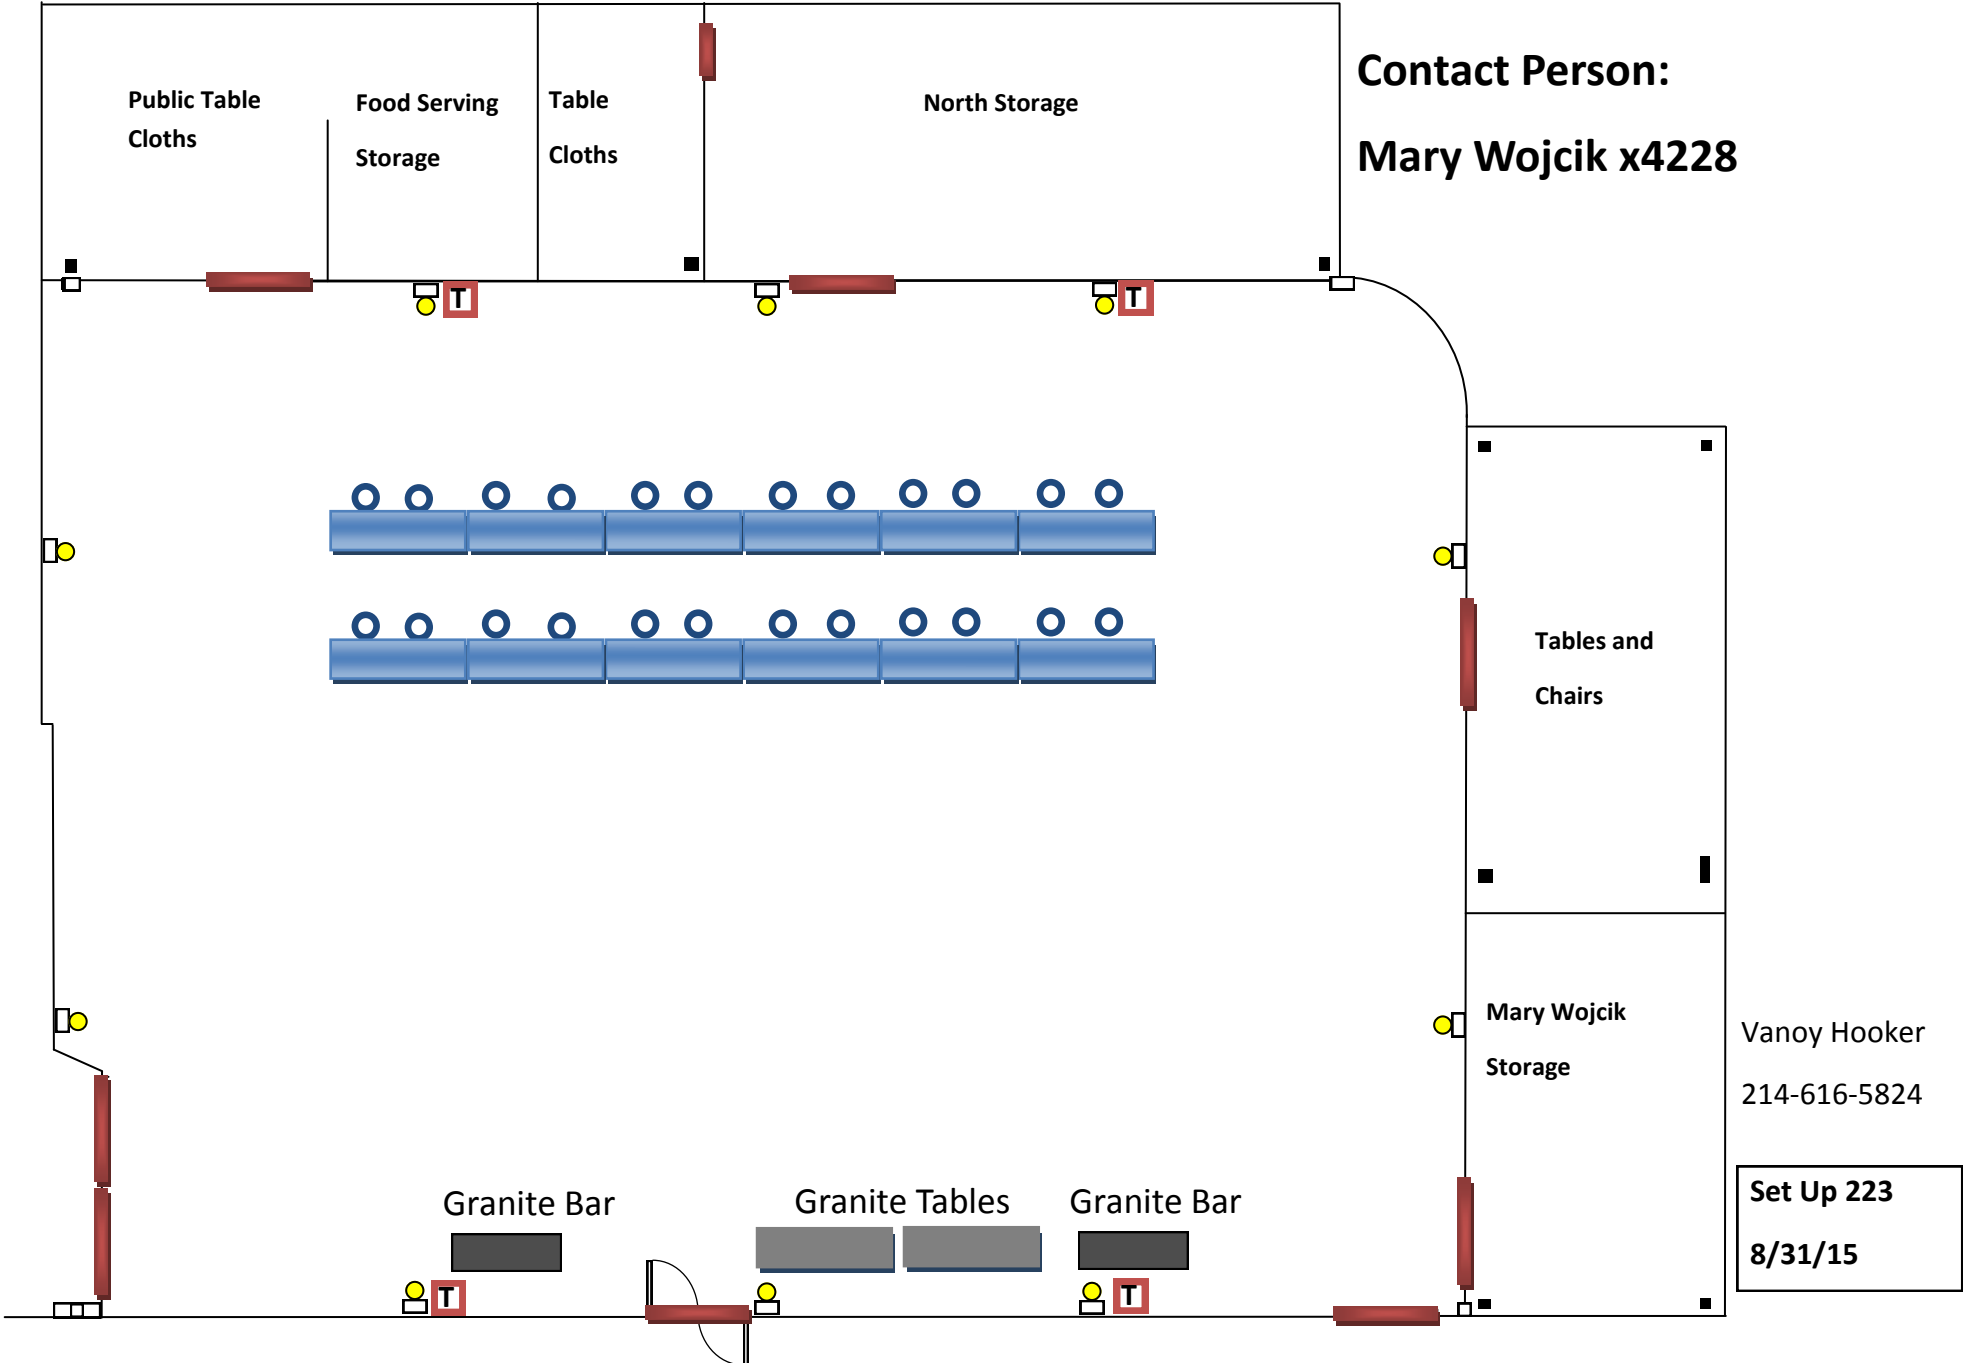 Contact Person:
Mary Wojcik x4228
Public Table
Cloths
Food Serving
Storage
Table
Cloths
North Storage
T
T
Tables and
Chairs
Mary Wojcik
Storage
Vanoy Hooker
214-616-5824
Granite Bar
Granite Tables
Granite Bar
Set Up 223
8/31/15
T
T